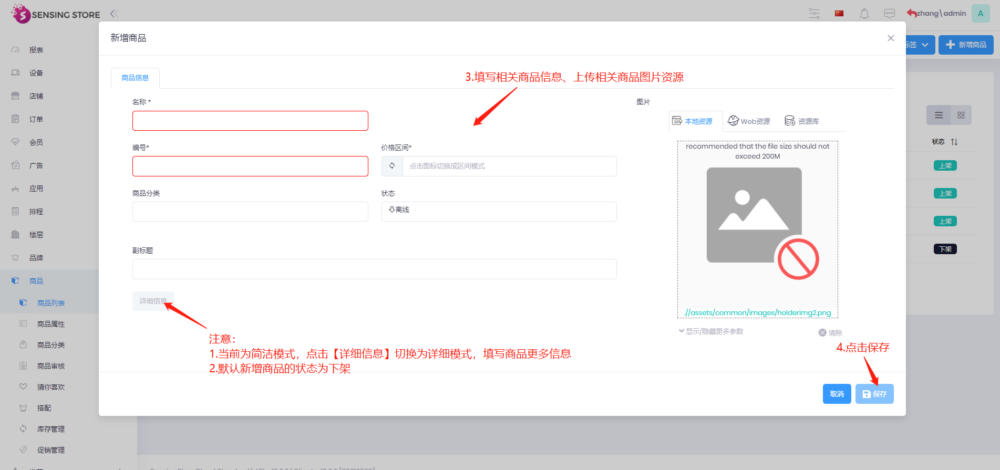 SENSING STORE
zhang\admin
A
报表
设备
店铺
订单
会员
广告
应用
排程
楼层
品牌
商品
商品列表
商品属性
商品分类
商品审核
猜你喜欢
搭配
库存管理
促销管理
标签
新增商品
状态
上架
上架
上架
下架
新增商品
商品信息
3.填写相关商品信息、上传相关商品图片资源
名称 *
编号*
价格区间*
点击图标切换成区间模式
商品分类
状态
离线
副标题
详细信息
注意：
1.当前为简洁模式，点击【详细信息】切换为详细模式，填写商品更多信息
2.默认新增商品的状态为下架
图片
本地资源
Web资源
资源库
recommended that the file size should not
exceed 200M
.//assets/common/images/holderimg2.png
显示/隐藏更多参数
清除
4.点击保存
取消
保存